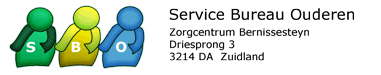 S B O
Service Bureau Ouderen
Zorgcentrum Bernissesteyn
Driesprong 3
3214 DA Zuidland